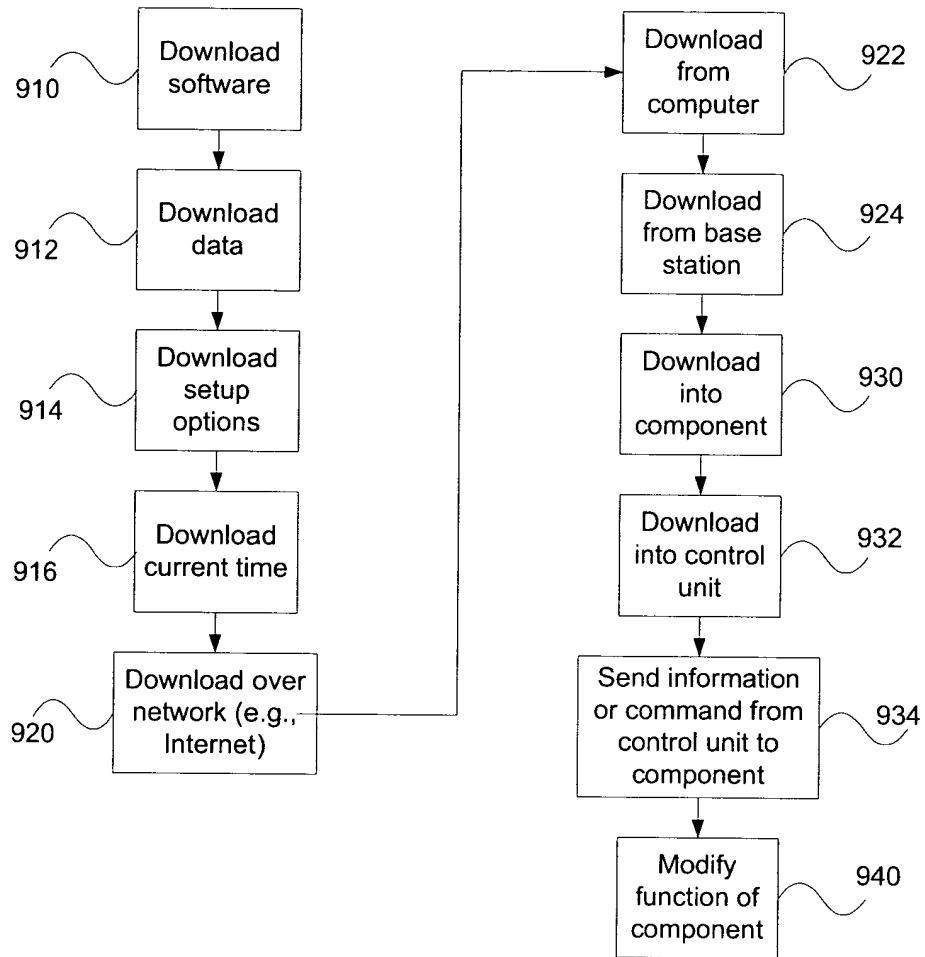 Download
software
910
Download
data
912
Download
setup
options
914
Download
current time
916
Download over
network (e.g.,
Internet)
920
Download
from
computer
922
Download
from base
station
924
Download
into
component
930
Download
into control
unit
932
Send information
or command from
control unit to
component
934
Modify
function of
component
940